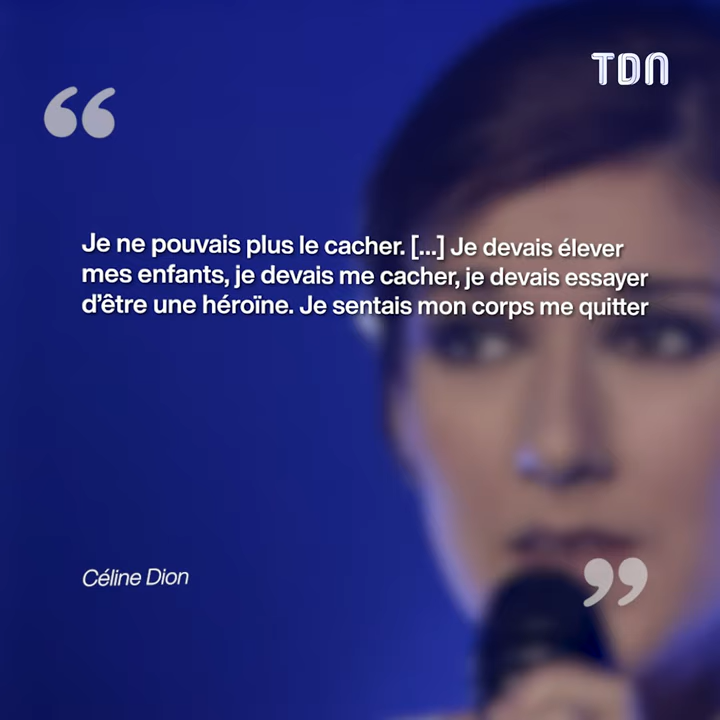 TDN
“
Je ne pouvais plus le cacher. [...] Je devais élever
mes enfants, je devais me cacher, je devais essayer
d’être une héroïne. Je sentais mon corps me quitter
Céline Dion
”